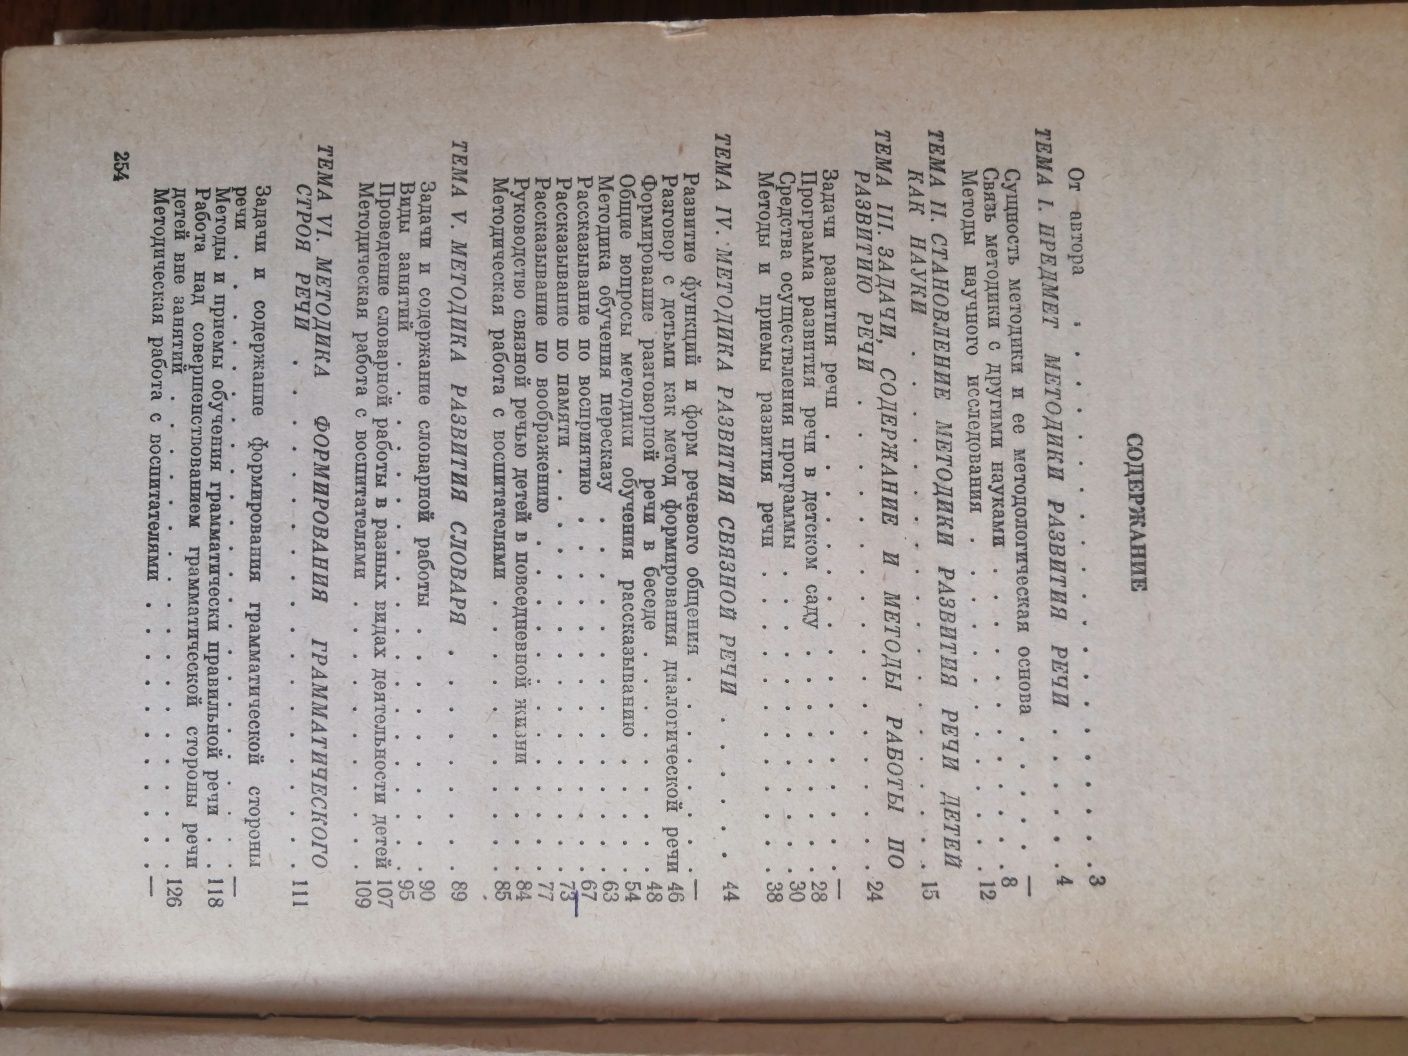 СОДЕРЖАНИЕ
От автора . . . . . . . . . . . . . . . . 3
ТЕМА I. ПРЕДМЕТ МЕТОДИКИ РАЗВИТИЯ РЕЧИ . . . . . 4
Сущность методики и ее методологическая основа . . . . . —
Связь методики с другими науками . . . . . . . . . 8
Методы научного исследования . . . . . . . . . . 12
ТЕМА II. СТАНОВЛЕНИЕ МЕТОДИКИ РАЗВИТИЯ РЕЧИ ДЕТЕЙ
КАК НАУКИ . . . . . . . . . . . . . . . 15
ТЕМА III. ЗАДАЧИ, СОДЕРЖАНИЕ И МЕТОДЫ РАБОТЫ ПО
РАЗВИТИЮ РЕЧИ . . . . . . . . . . . . . 24
Задачи развития речи . . . . . . . . . . . . . —
Программа развития речи в детском саду . . . . . . . 28
Средства осуществления программы . . . . . . . . . 30
Методы и приемы развития речи . . . . . . . . . . 38
ТЕМА IV. МЕТОДИКА РАЗВИТИЯ СВЯЗНОЙ РЕЧИ . . . . . 44
Развитие функций и форм речевого общения . . . . . . . —
Разговор с детьми как метод формирования диалогической речи 46
Формирование разговорной речи в беседе . . . . . . . 48
Общие вопросы методики обучения рассказыванию . . . . 54
Методика обучения пересказу . . . . . . . . . . . 63
Рассказывание по восприятию . . . . . . . . . . . 67
Рассказывание по памяти . . . . . . . . . . . . 73
Рассказывание по воображению . . . . . . . . . . 77
Руководство связной речью детей в повседневной жизни . . . 84
Методическая работа с воспитателями . . . . . . . . 85
ТЕМА V. МЕТОДИКА РАЗВИТИЯ СЛОВАРЯ . . . . . . 89
Задачи и содержание словарной работы . . . . . . . . 90
Виды занятий . . . . . . . . . . . . . . . . 95
Проведение словарной работы в разных видах деятельности детей 107
Методическая работа с воспитателями . . . . . . . . 109
ТЕМА VI. МЕТОДИКА ФОРМИРОВАНИЯ ГРАММАТИЧЕСКОГО
СТРОЯ РЕЧИ . . . . . . . . . . . . . . 111
Задачи и содержание формирования грамматической стороны
речи . . . . . . . . . . . . . . . . . . —
Методы и приемы обучения грамматически правильной речи . . 118
Работа над совершенствованием грамматической стороны речи
детей вне занятий . . . . . . . . . . . . . . 126
Методическая работа с воспитателями . . . . . . . . —
254